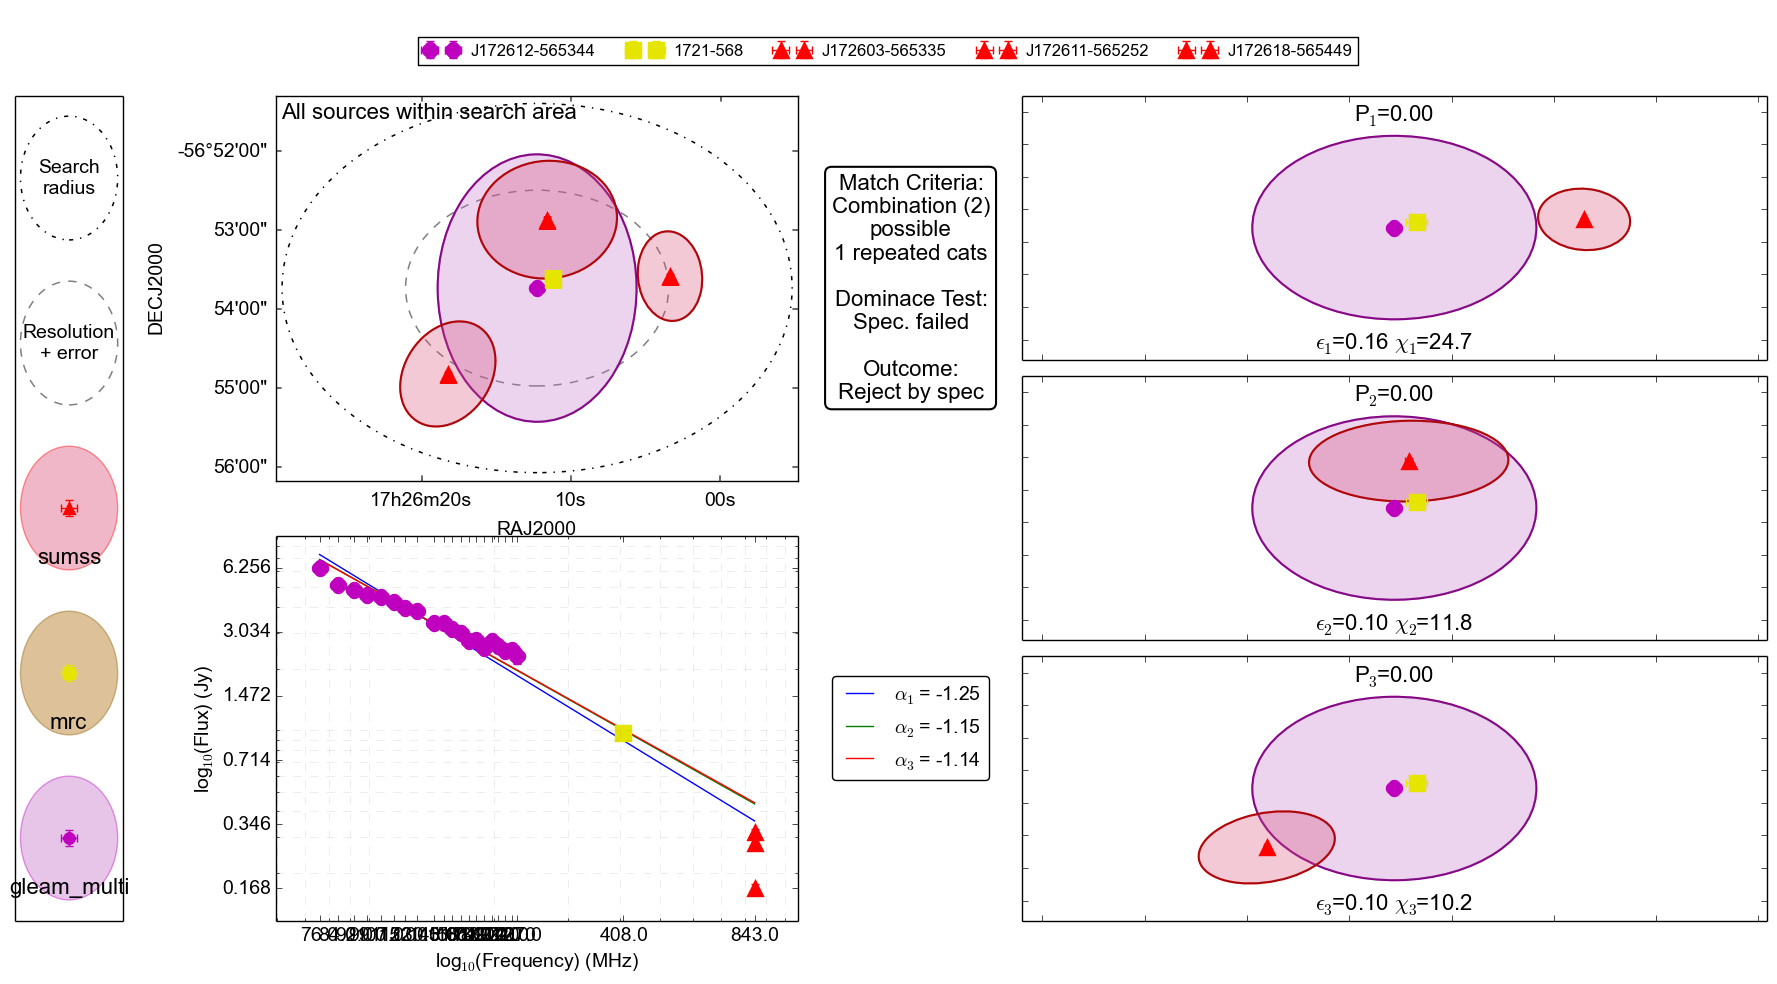 J172612-565344 1721-568 J172603-565335 J172611-565252 J172618-565449
Search
radius
Resolution
+ error
sumss
mrc
gleam_multi
All sources within search area
DECJ2000
-56°52'00"
53'00"
54'00"
55'00"
56'00"
17h26m20s 10s 00s
RAJ2000
log10(Flux) (Jy)
6.256
3.034
1.472
0.714
0.346
0.168
408.0 843.0
log10(Frequency) (MHz)
Match Criteria:
Combination (2)
possible
1 repeated cats
Dominace Test:
Spec. failed
Outcome:
Reject by spec
α1 = -1.25
α2 = -1.15
α3 = -1.14
P1=0.00
ϵ1=0.16 χ1=24.7
P2=0.00
ϵ2=0.10 χ2=11.8
P3=0.00
ϵ3=0.10 χ3=10.2